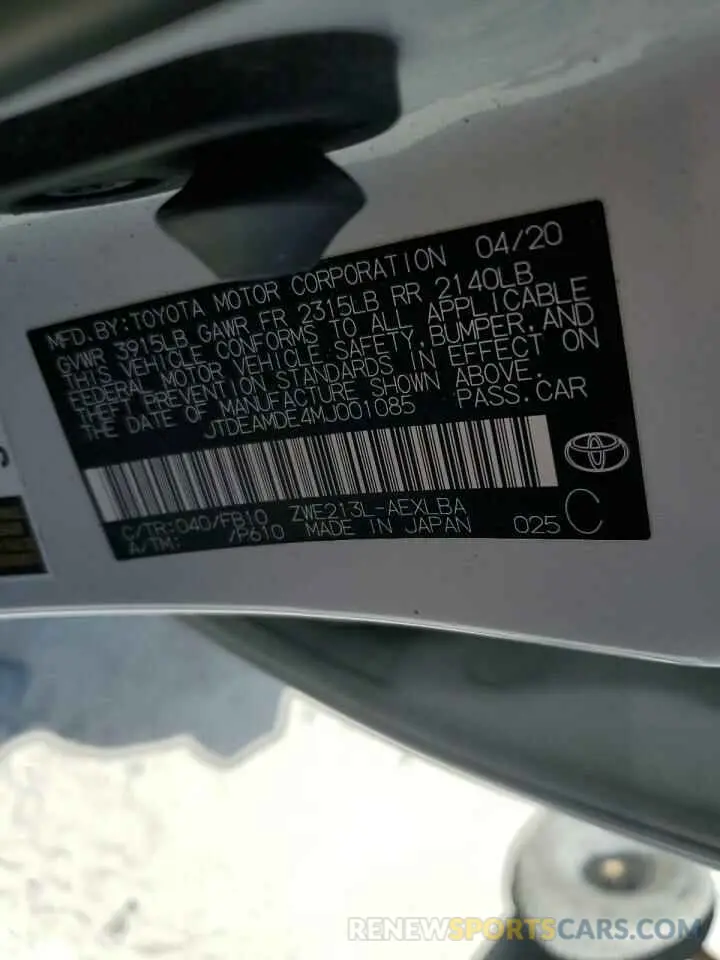 MFD.BY:TOYOTA MOTOR CORPORATION 04/20
GVWR 3915LB GAWR FR 2315LB RR 2140LB
THIS VEHICLE CONFORMS TO ALL APPLICABLE
FEDERAL MOTOR VEHICLE SAFETY,BUMPER,AND
THEFT PREVENTION STANDARDS IN EFFECT ON
THE DATE OF MANUFACTURE SHOWN ABOVE.
JTDEAMDE4MJ001085 PASS.CAR
C/TR:040/FB10 ZWE213L-AEXLBA
A/TM: /P610 MADE IN JAPAN 025 C
RENEWSPORTSCARS.COM